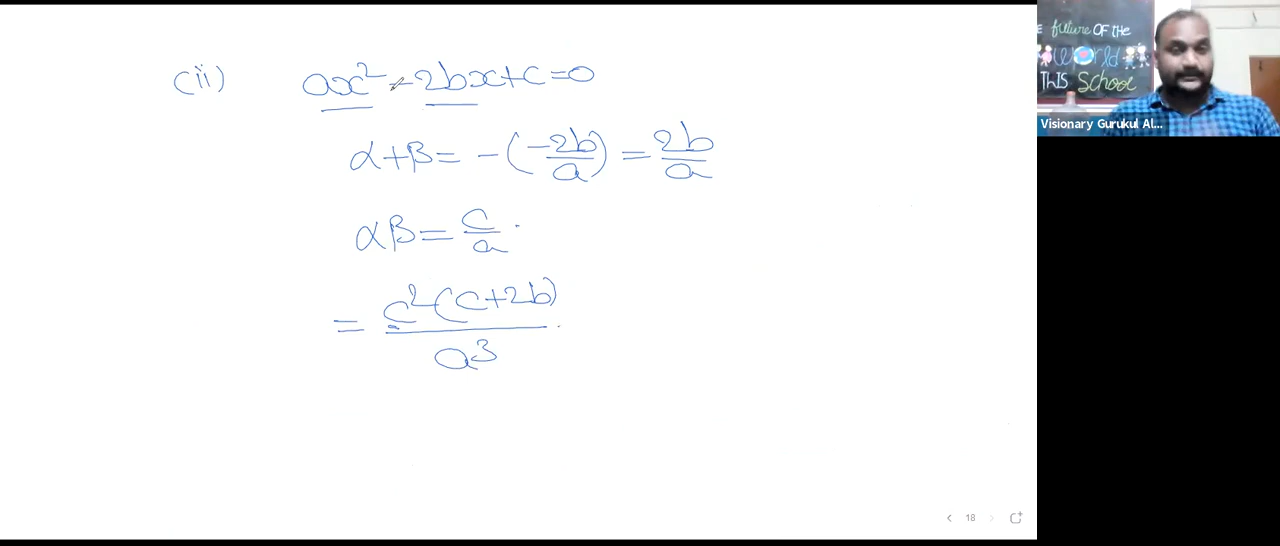 (ii) ax² - 2bx + c = 0
α + β = - (-2b/a) = 2b/a
αβ = c/a .
= c² (c + 2b) / a³ .
FUTURE OF THE
World
THIS SCHOOL
Visionary Gurukul Al...
18